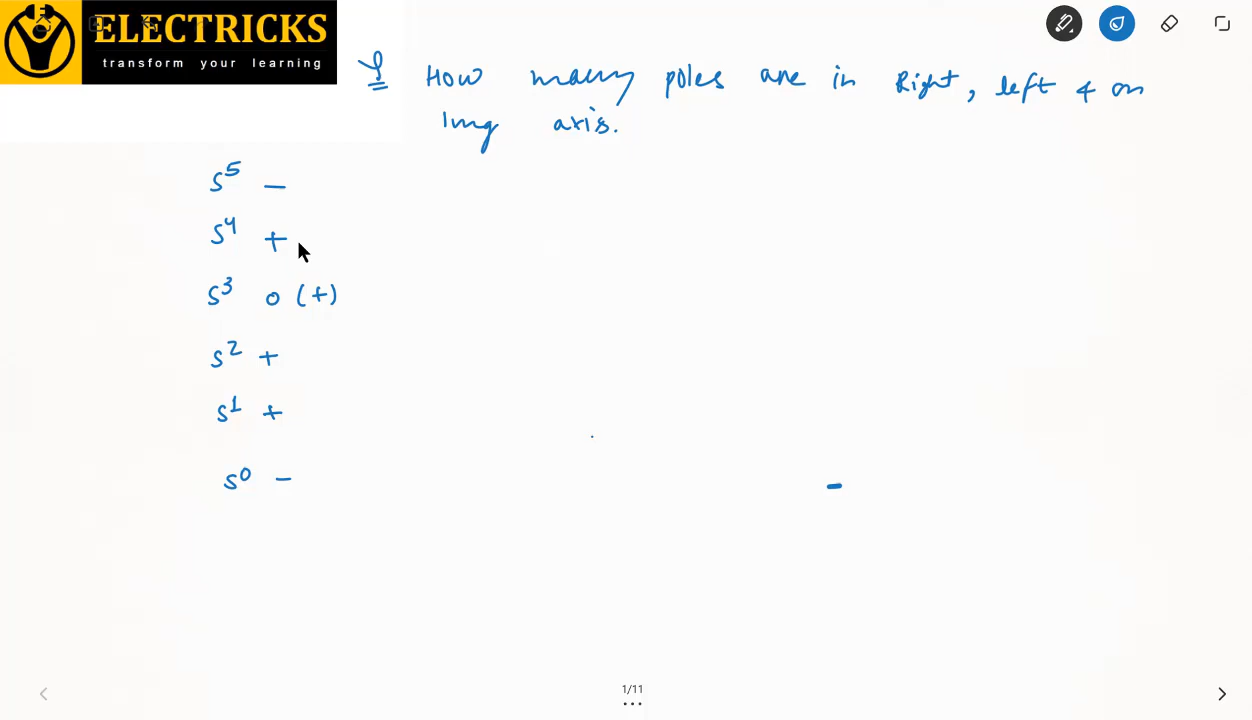 ELECTRICKS
transform your learning
Q How many poles are in Right, left & on
img axis.
s⁵ –
s⁴ +
s³ 0 (+)
s² +
s¹ +
s⁰ –
–
1/11